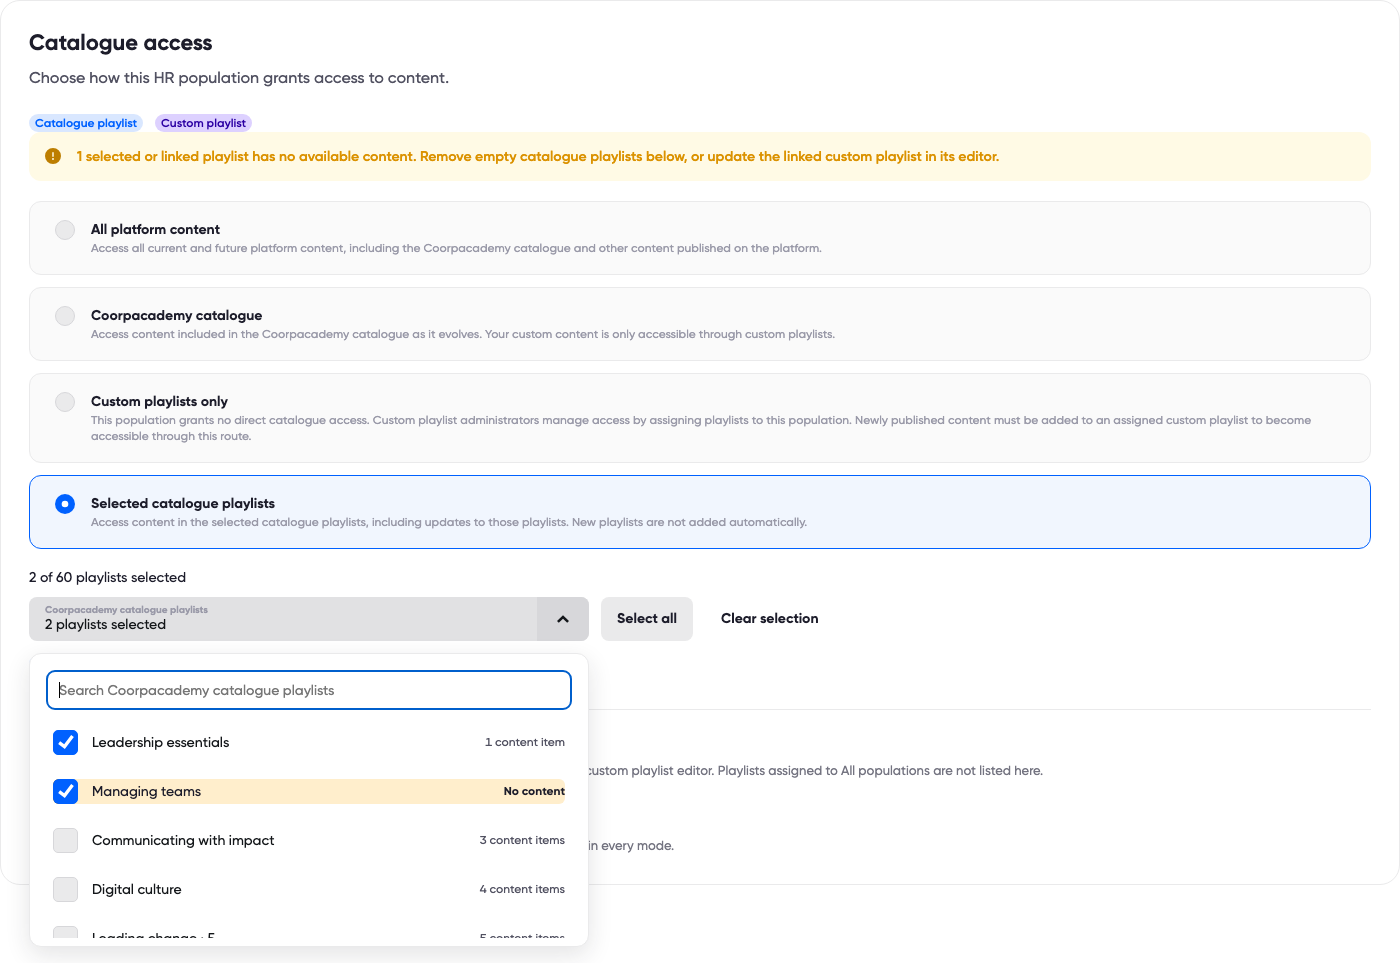 Catalogue access
Choose how this HR population grants access to content.
Catalogue playlist Custom playlist
1 selected or linked playlist has no available content. Remove empty catalogue playlists below, or update the linked custom playlist in its editor.
All platform content
Access all current and future platform content, including the Coorpacademy catalogue and other content published on the platform.
Coorpacademy catalogue
Access content included in the Coorpacademy catalogue as it evolves. Your custom content is only accessible through custom playlists.
Custom playlists only
This population grants no direct catalogue access. Custom playlist administrators manage access by assigning playlists to this population. Newly published content must be added to an assigned custom playlist to become
accessible through this route.
Selected catalogue playlists
Access content in the selected catalogue playlists, including updates to those playlists. New playlists are not added automatically.
2 of 60 playlists selected
Coorpacademy catalogue playlists
2 playlists selected
Select all
Clear selection
Search Coorpacademy catalogue playlists
Leadership essentials 1 content item
custom playlist editor. Playlists assigned to All populations are not listed here.
Managing teams No content
Communicating with impact 3 content items
in every mode.
Digital culture 4 content items
Leading change · 5 5 content items